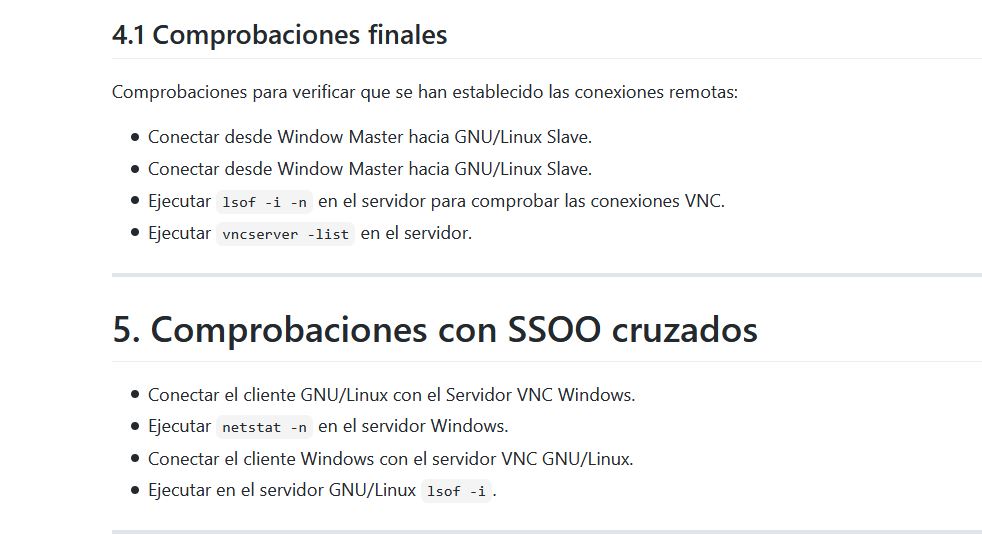 4.1 Comprobaciones finales
Comprobaciones para verificar que se han establecido las conexiones remotas:
Conectar desde Window Master hacia GNU/Linux Slave.
Conectar desde Window Master hacia GNU/Linux Slave.
Ejecutar lsof -i -n en el servidor para comprobar las conexiones VNC.
Ejecutar vncserver -list en el servidor.
5. Comprobaciones con SSOO cruzados
Conectar el cliente GNU/Linux con el Servidor VNC Windows.
Ejecutar netstat -n en el servidor Windows.
Conectar el cliente Windows con el servidor VNC GNU/Linux.
Ejecutar en el servidor GNU/Linux lsof -i.